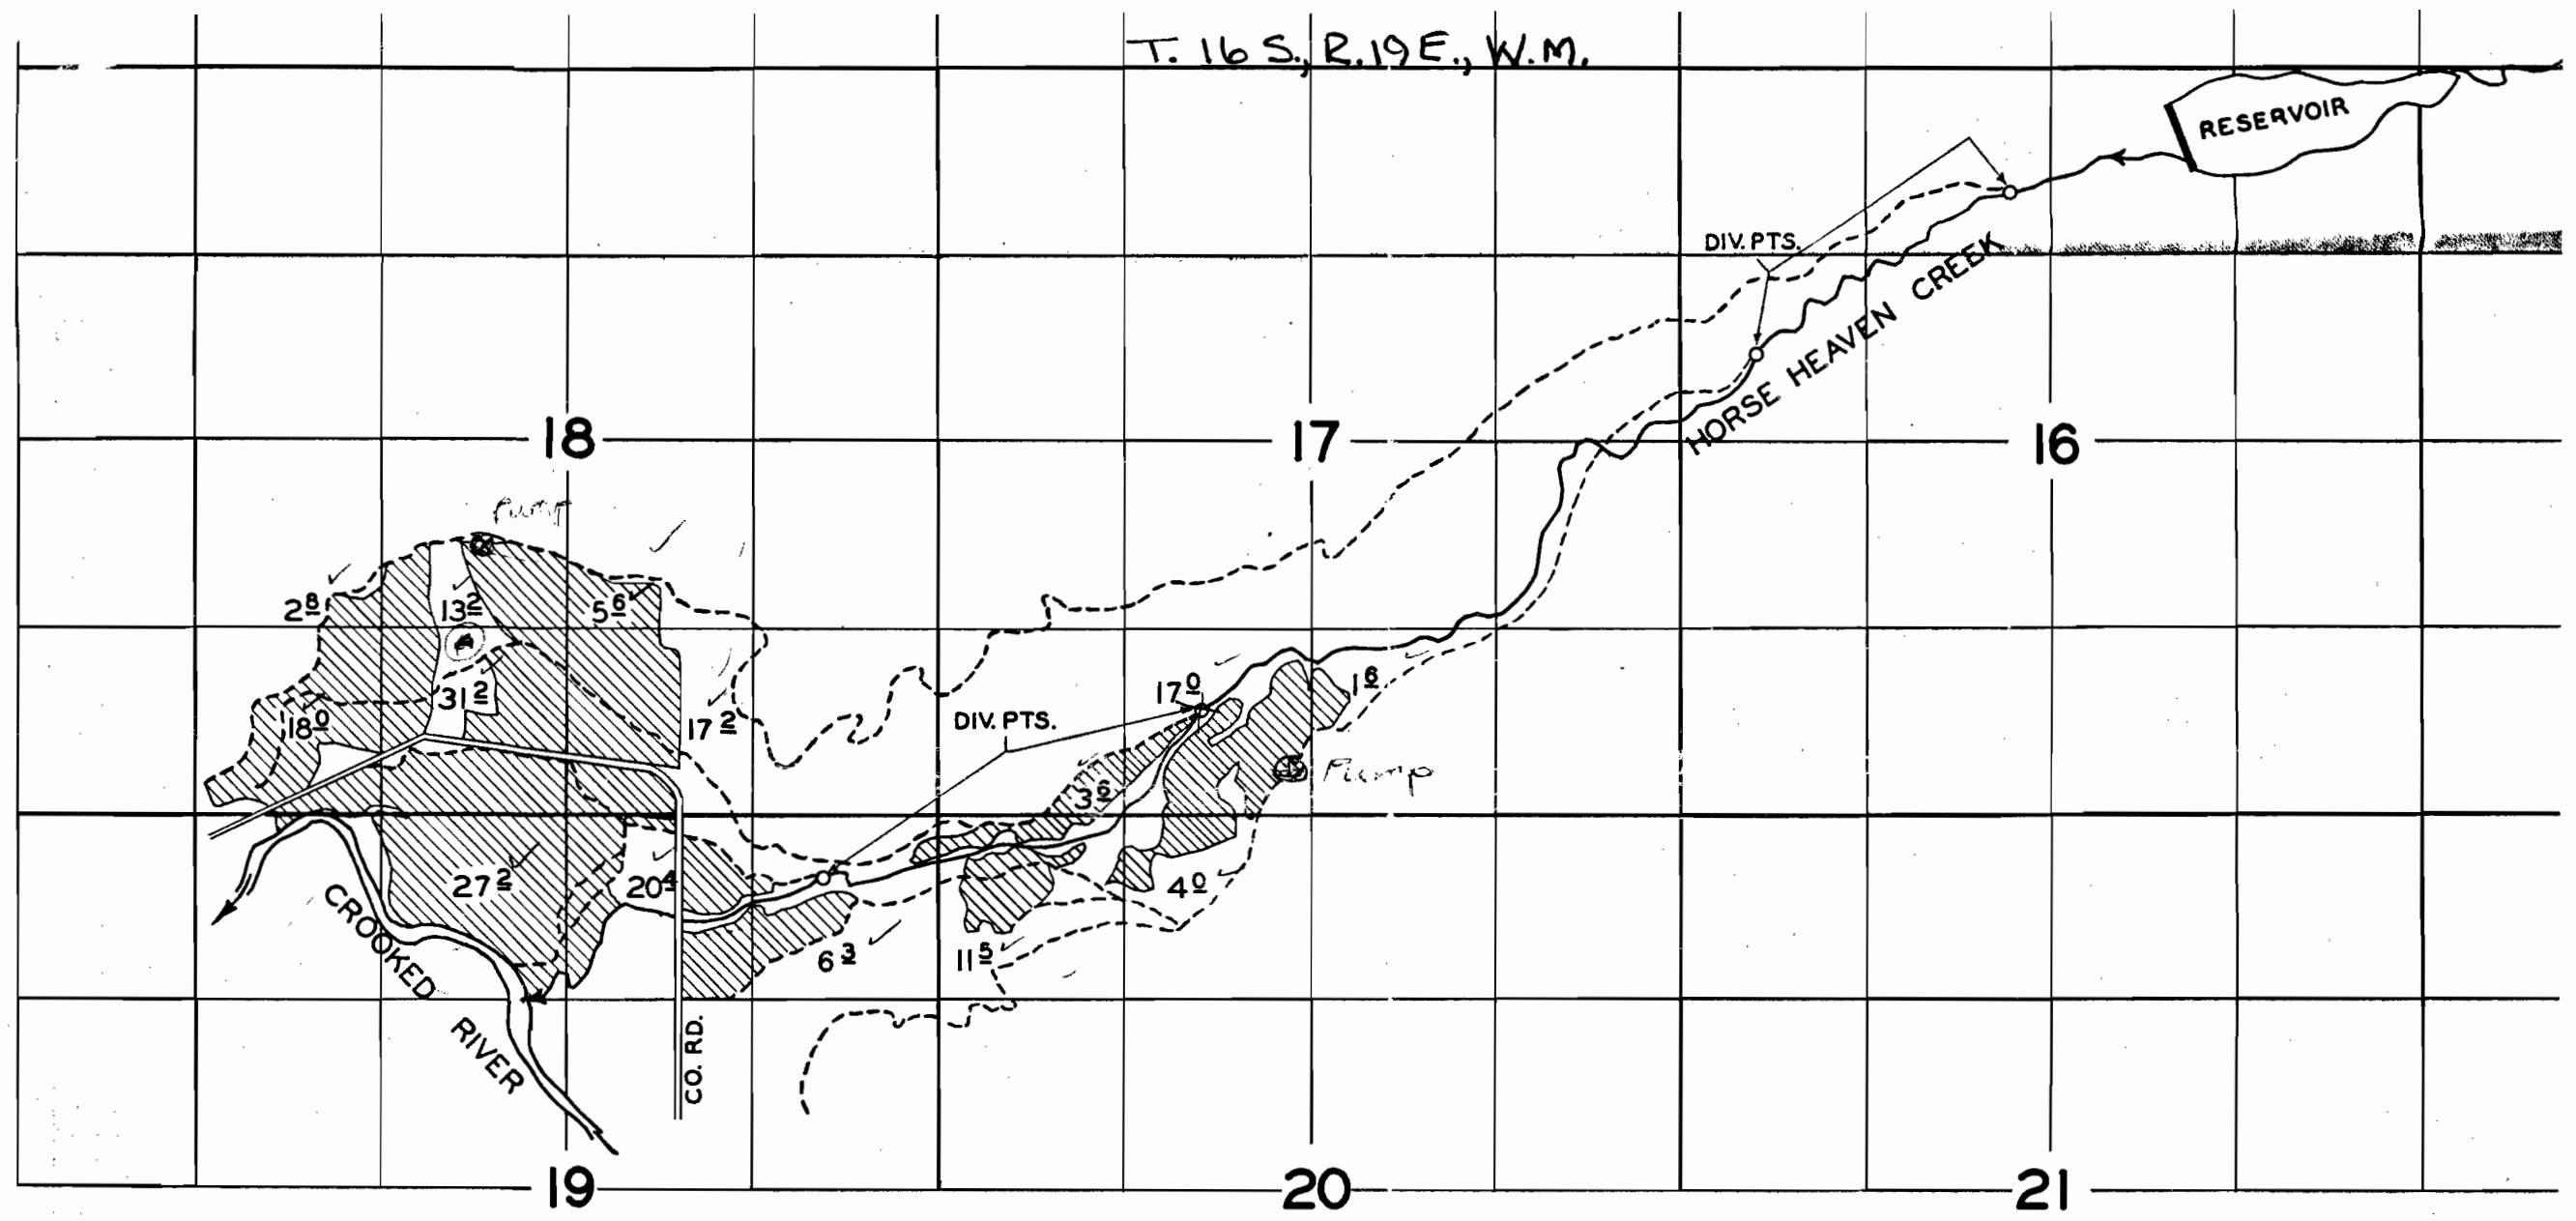 T. 16 S., R. 19 E., W.M.
RESERVOIR
DIV. PTS.
HORSE HEAVEN CREEK
18
17
16
Pump
2 8
13 2
5 6
31 2
18 0
17 2
17 0
1 6
DIV. PTS.
Pump
3 6
27 2
20 4
4 0
6 3
11 5
CROOKED RIVER
CO. RD.
19
20
21